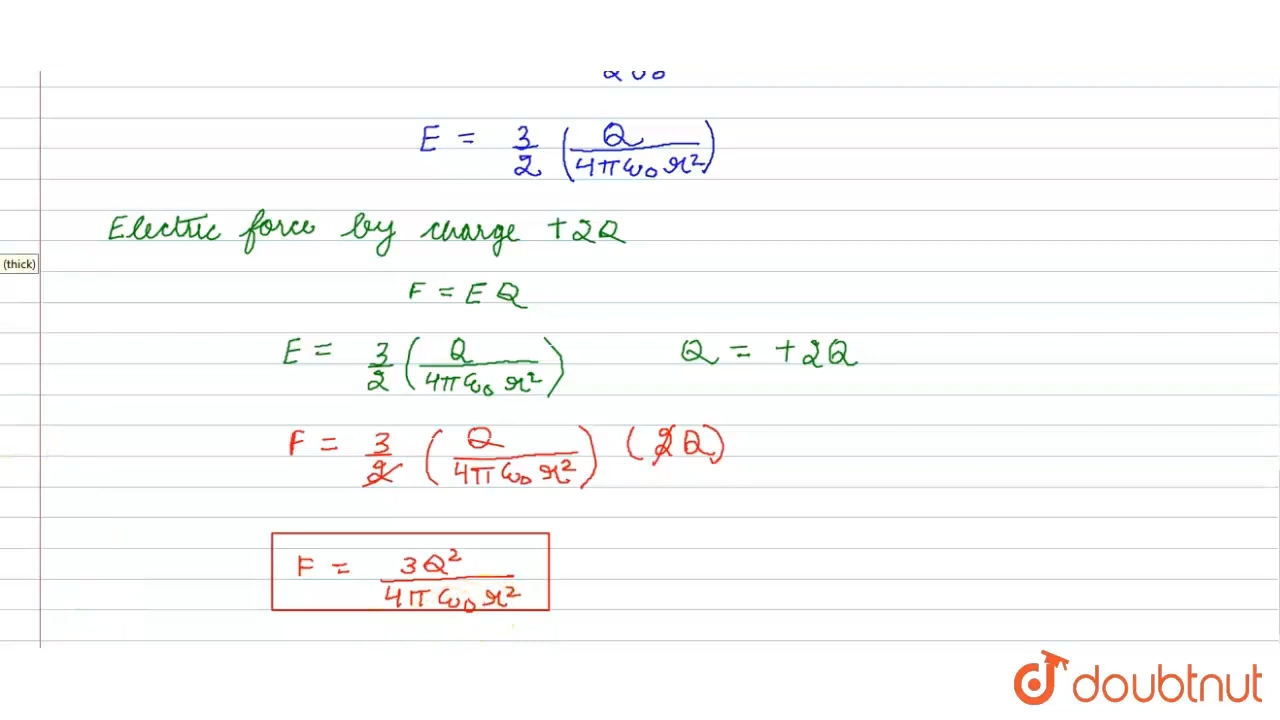 E = 3/2 (Q/4πε₀r²)
Electric force by charge +2Q
(thick)
F = E Q
E = 3/2 (Q/4πε₀r²) Q = +2Q
F = 3/2 (Q/4πε₀r²) (2Q)
F = 3Q²/4πε₀r²
doubtnut